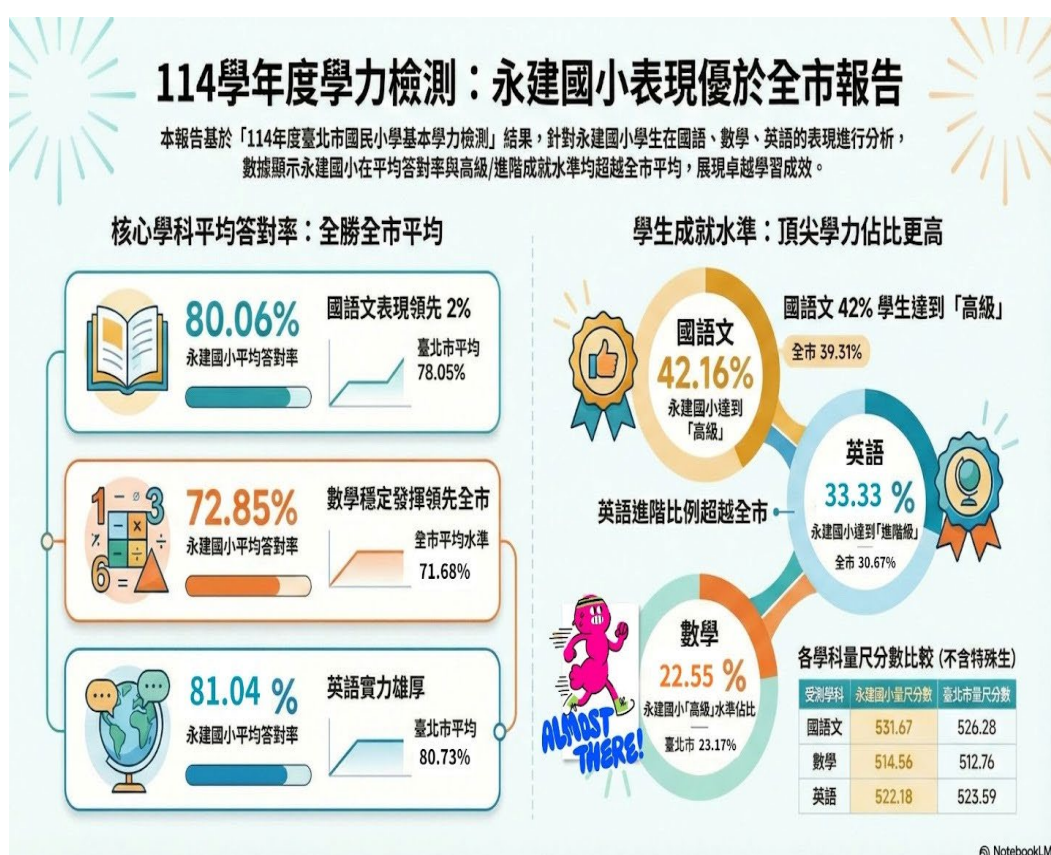 114學年度學力檢測：永建國小表現優於全市報告
本報告基於「114年度臺北市國民小學基本學力檢測」結果，針對永建國小學生在國語、數學、英語的表現進行分析，
數據顯示永建國小在平均答對率與高級/進階成就水準均超越全市平均，展現卓越學習成效。
核心學科平均答對率：全勝全市平均
80.06%
永建國小平均答對率
國語文表現領先 2%
臺北市平均
78.05%
72.85%
永建國小平均答對率
數學穩定發揮領先全市
全市平均水準
71.68%
81.04 %
永建國小平均答對率
英語實力雄厚
臺北市平均
80.73%
學生成就水準：頂尖學力佔比更高
國語文
42.16%
永建國小達到
「高級」
國語文 42% 學生達到「高級」
全市 39.31%
英語
33.33 %
永建國小達到「進階級」
全市 30.67%
英語進階比例超越全市
數學
22.55 %
永建國小「高級」水準佔比
臺北市 23.17%
ALMOST
THERE!
各學科量尺分數比較 (不含特殊生)
受測學科 永建國小量尺分數 臺北市量尺分數
國語文 531.67 526.28
數學 514.56 512.76
英語 522.18 523.59
NotebookLM